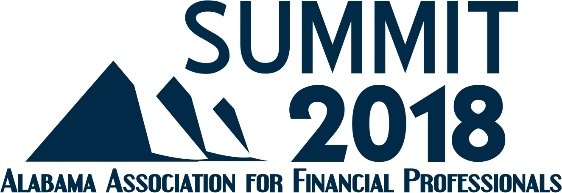 SUMMIT
2018
ALABAMA ASSOCIATION FOR FINANCIAL PROFESSIONALS